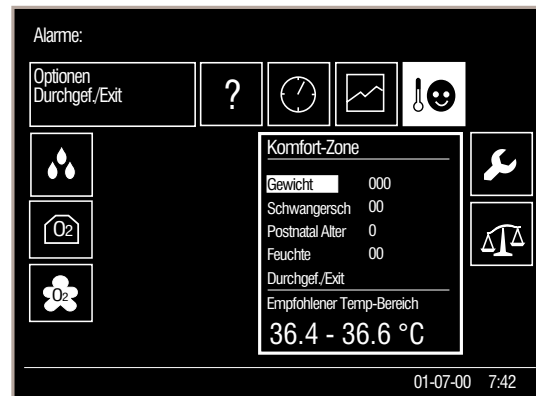 Alarme:
Optionen
Durchgef./Exit
?
Komfort-Zone
Gewicht 000
Schwangersch 00
Postnatal Alter 0
Feuchte 00
Durchgef./Exit
Empfohlener Temp-Bereich
36.4 - 36.6 °C
O2
O2
01-07-00 7:42